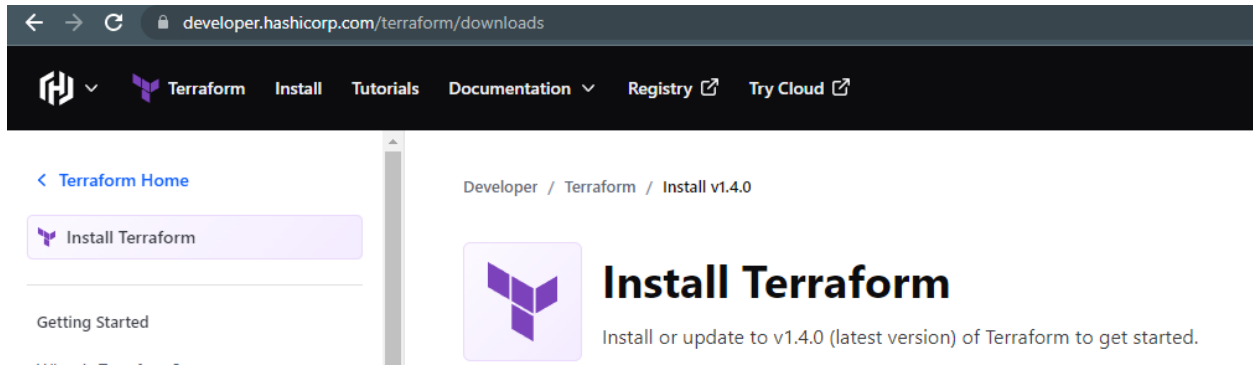 developer.hashicorp.com/terraform/downloads
Terraform Install Tutorials Documentation Registry Try Cloud
Terraform Home
Developer / Terraform / Install v1.4.0
Install Terraform
Install Terraform
Install or update to v1.4.0 (latest version) of Terraform to get started.
Getting Started